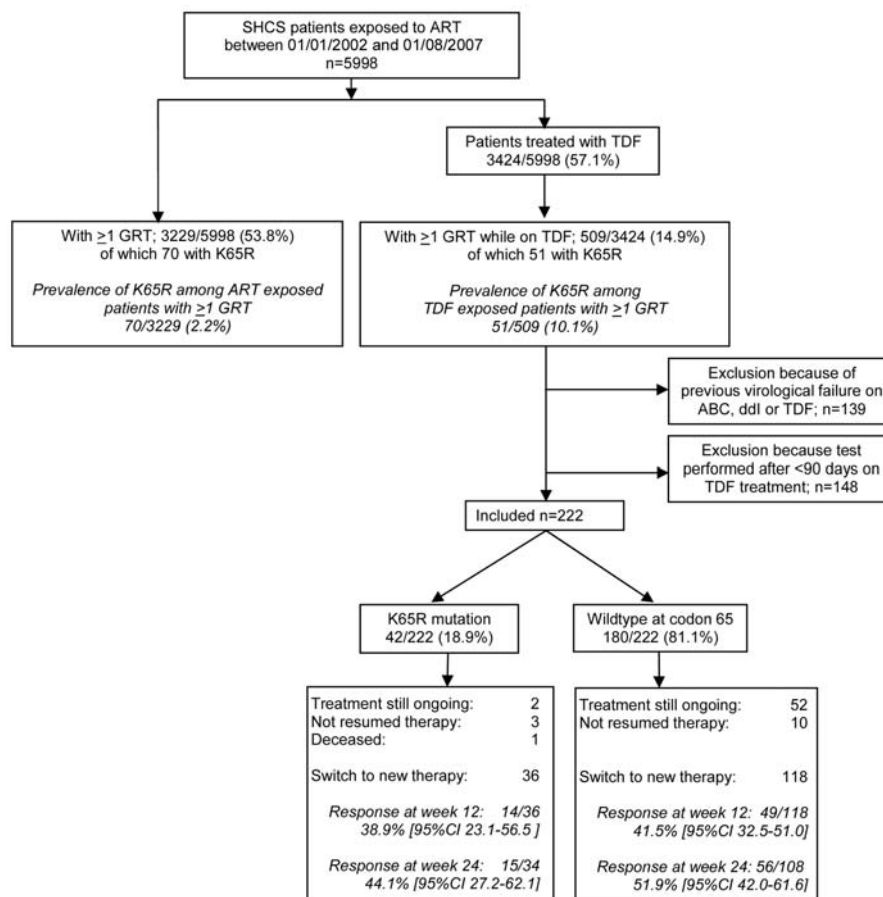 SHCS patients exposed to ART
between 01/01/2002 and 01/08/2007
n=5998
Patients treated with TDF
3424/5998 (57.1%)
With ≥1 GRT; 3229/5998 (53.8%)
of which 70 with K65R
Prevalence of K65R among ART exposed
patients with ≥1 GRT
70/3229 (2.2%)
With ≥1 GRT while on TDF; 509/3424 (14.9%)
of which 51 with K65R
Prevalence of K65R among
TDF exposed patients with ≥1 GRT
51/509 (10.1%)
Exclusion because of
previous virological failure on
ABC, ddI or TDF; n=139
Exclusion because test
performed after <90 days on
TDF treatment; n=148
Included n=222
K65R mutation
42/222 (18.9%)
Wildtype at codon 65
180/222 (81.1%)
Treatment still ongoing: 2
Not resumed therapy: 3
Deceased: 1
Switch to new therapy: 36
Response at week 12: 14/36
38.9% [95%CI 23.1-56.5 ]
Response at week 24: 15/34
44.1% [95%CI 27.2-62.1]
Treatment still ongoing: 52
Not resumed therapy: 10
Switch to new therapy: 118
Response at week 12: 49/118
41.5% [95%CI 32.5-51.0]
Response at week 24: 56/108
51.9% [95%CI 42.0-61.6]